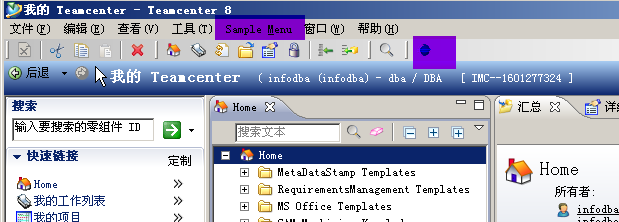 我的 Teamcenter - Teamcenter 8
文件(F) 编辑(E) 查看(V) 工具(T) Sample Menu 窗口(W) 帮助(H)
后退 我的 Teamcenter ( infodba (infodba) - dba / DBA [ IMC--1601277324 ]
搜索
输入要搜索的零组件 ID
快速链接 定制
Home
我的工作列表
我的项目
Home
搜索文本
Home
MetaDataStamp Templates
RequirementsManagement Templates
MS Office Templates
汇总
Home
所有者:
infodba